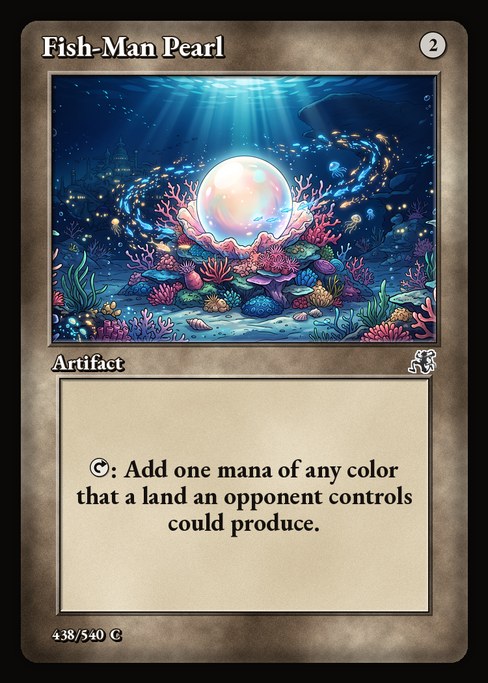 Fish-Man Pearl 2
Artifact
: Add one mana of any color
that a land an opponent controls
could produce.
438/540 C